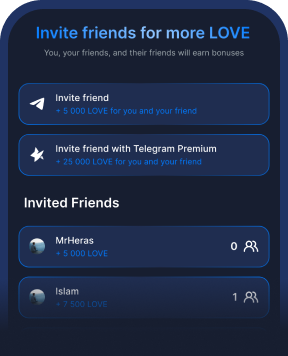 Invite friends for more LOVE
You, your friends, and their friends will earn bonuses
Invite friend
+ 5 000 LOVE for you and your friend
Invite friend with Telegram Premium
+ 25 000 LOVE for you and your friend
Invited Friends
MrHeras
+ 5 000 LOVE
0
Islam
+ 7 500 LOVE
1